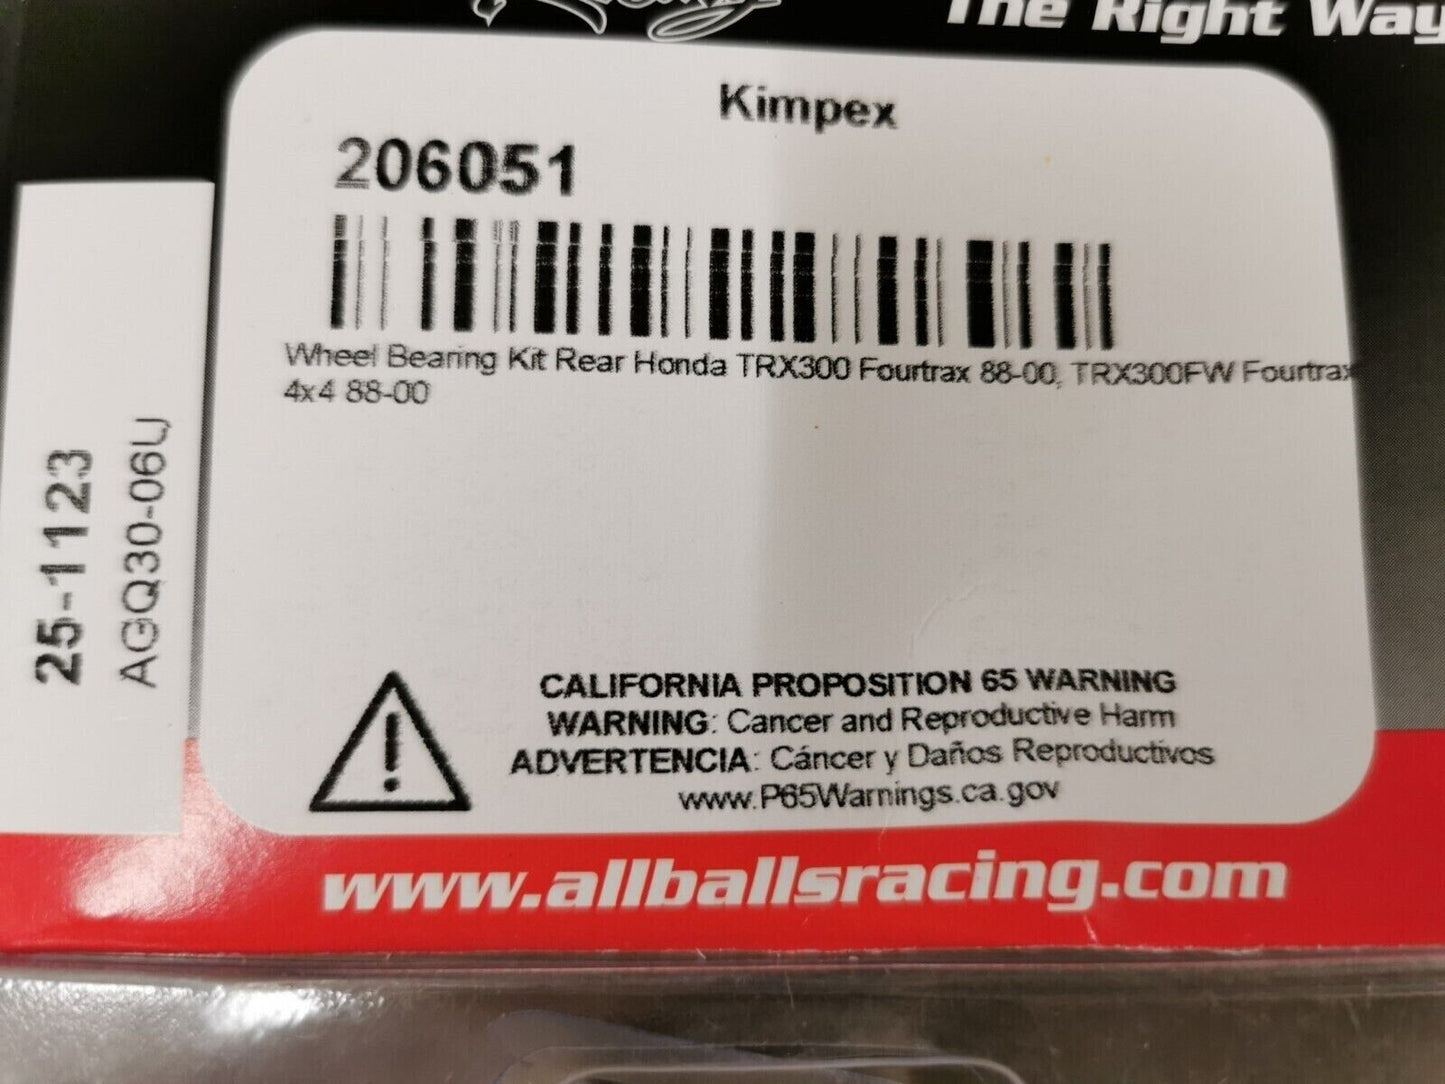 The Right Way
Kimpex
206051
Wheel Bearing Kit Rear Honda TRX300 Fourtrax 88-00, TRX300FW Fourtrax
4x4 88-00
25-1123
AGQ30-06U
CALIFORNIA PROPOSITION 65 WARNING
WARNING: Cancer and Reproductive Harm
ADVERTENCIA: Cáncer y Daños Reproductivos
www.P65Warnings.ca.gov
www.allballsracing.com